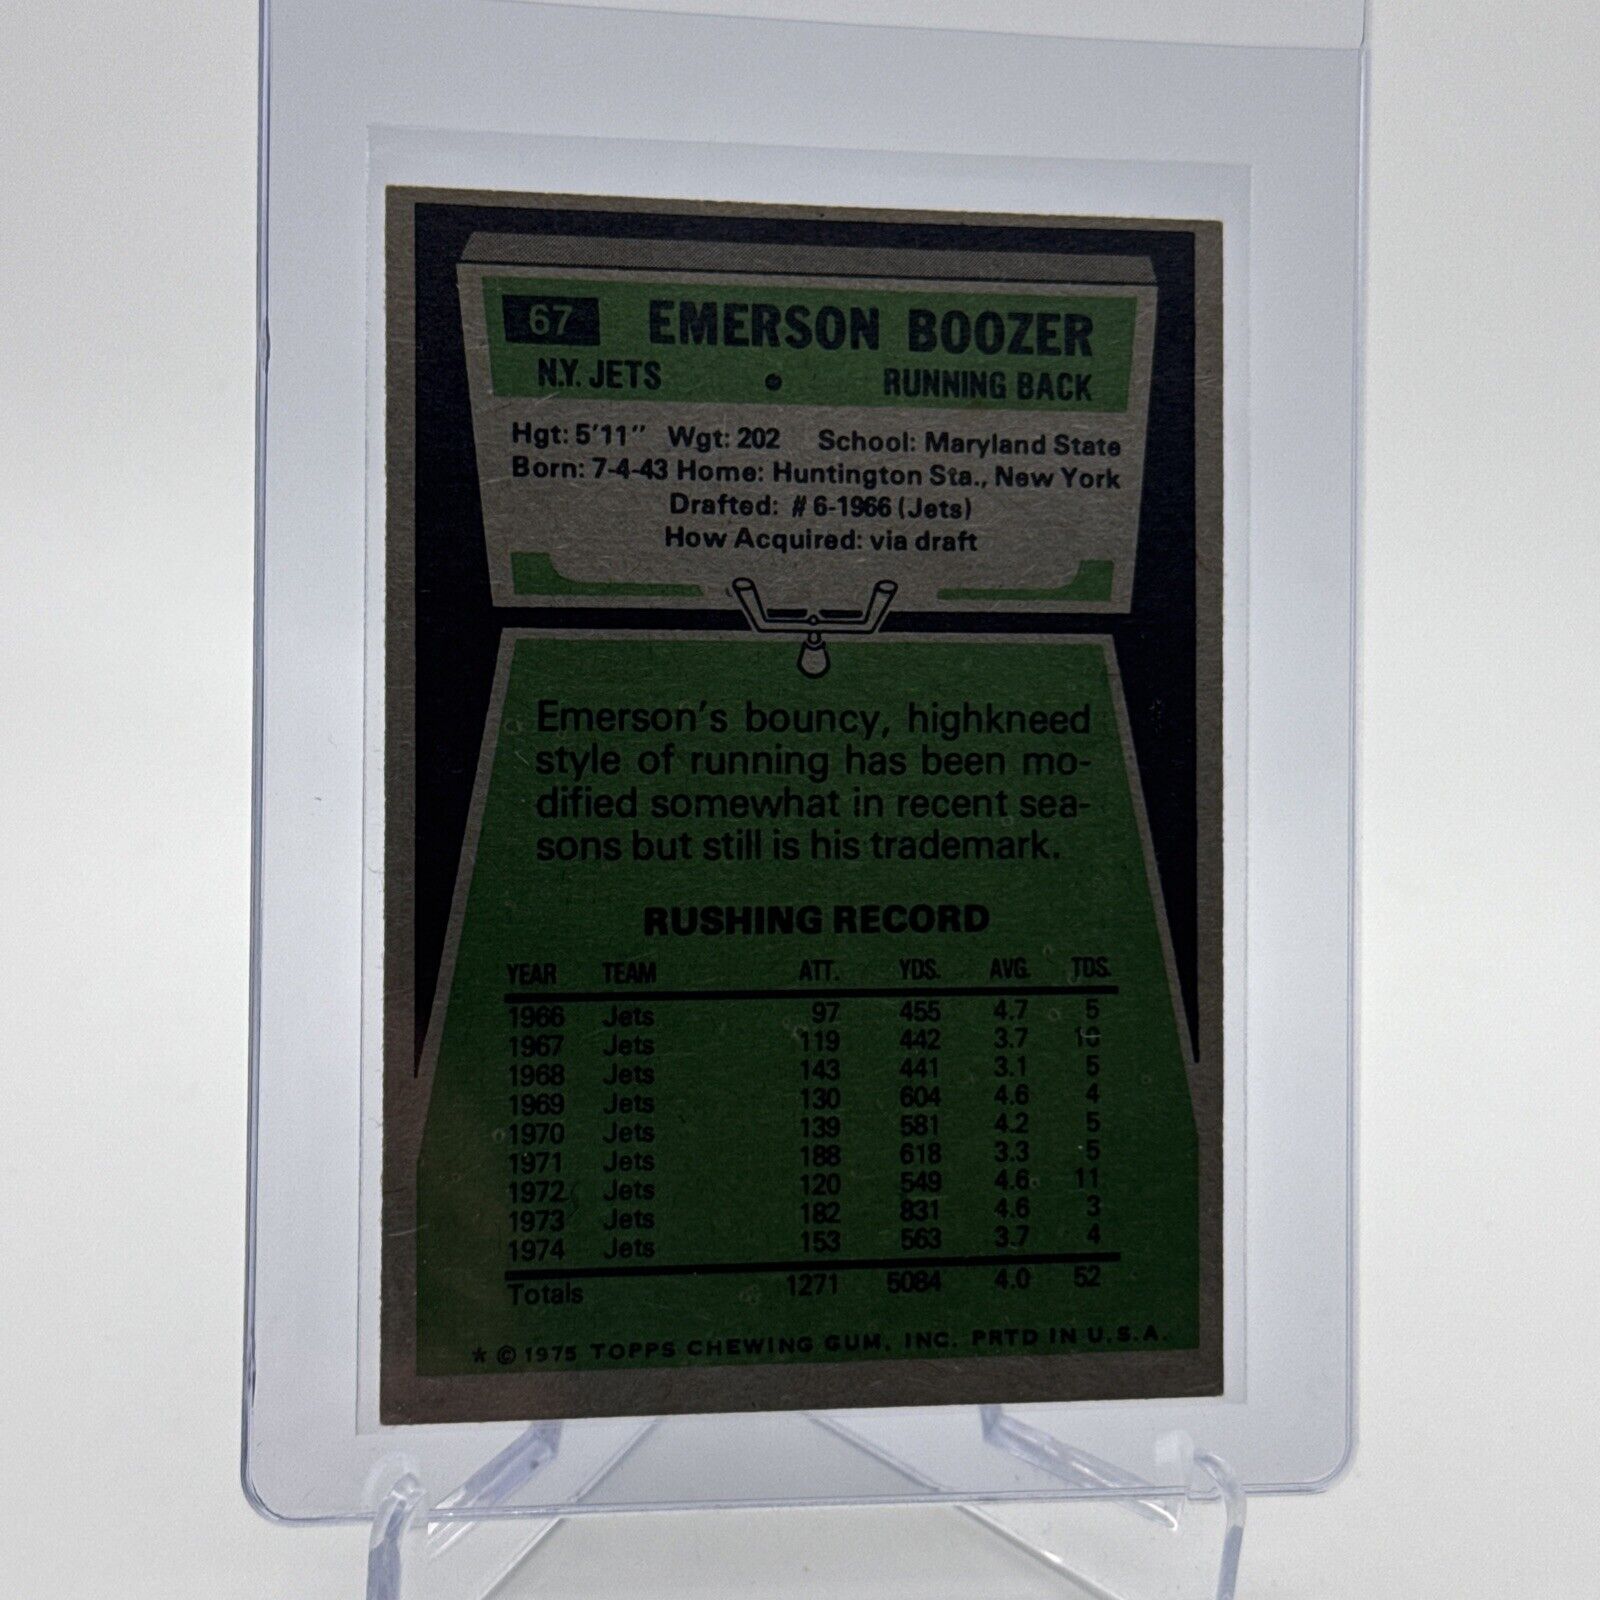 67 EMERSON BOOZER
N.Y. JETS • RUNNING BACK
Hgt: 5'11" Wgt: 202 School: Maryland State
Born: 7-4-43 Home: Huntington Sta., New York
Drafted: #6-1966 (Jets)
How Acquired: via draft
Emerson's bouncy, highkneed
style of running has been mo-
dified somewhat in recent sea-
sons but still is his trademark.
RUSHING RECORD
YEAR TEAM ATT. YDS. AVG. TDS.
1966 Jets 97 455 4.7 5
1967 Jets 119 442 3.7 10
1968 Jets 143 441 3.1 5
1969 Jets 130 604 4.6 4
1970 Jets 139 581 4.2 5
1971 Jets 188 618 3.3 5
1972 Jets 120 549 4.6 11
1973 Jets 182 831 4.6 3
1974 Jets 153 563 3.7 4
Totals 1271 5084 4.0 52
* © 1975 TOPPS CHEWING GUM, INC. PRTD IN U.S.A.